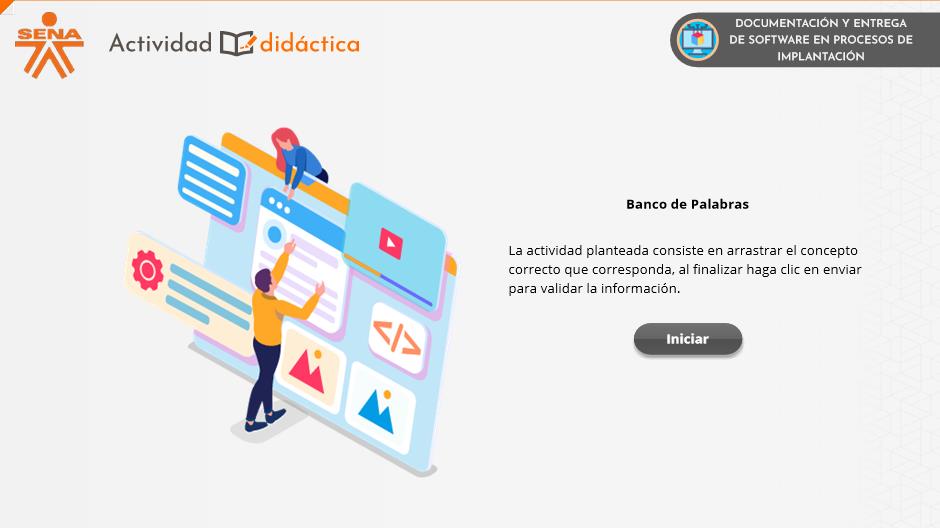 SENA
Actividad didáctica
DOCUMENTACIÓN Y ENTREGA
DE SOFTWARE EN PROCESOS DE
IMPLANTACIÓN
Banco de Palabras
La actividad planteada consiste en arrastrar el concepto
correcto que corresponda, al finalizar haga clic en enviar
para validar la información.
Iniciar